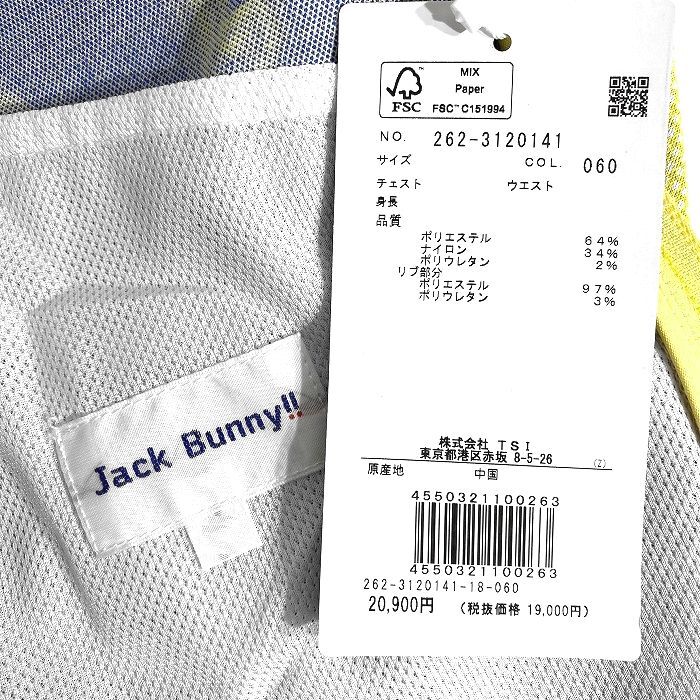 FSC
MIX
Paper
FSC™ C151994
NO. 262-3120141
サイズ COL. 060
チェスト ウエスト
身長
品質
ポリエステル 64%
ナイロン 34%
ポリウレタン 2%
リブ部分
ポリエステル 97%
ポリウレタン 3%
株式会社 TSI
東京都港区赤坂 8-5-26 (Z)
原産地 中国
4550321100263
4550321100263
262-3120141-18-060
20,900円 (税抜価格 19,000円)
Jack Bunny!!